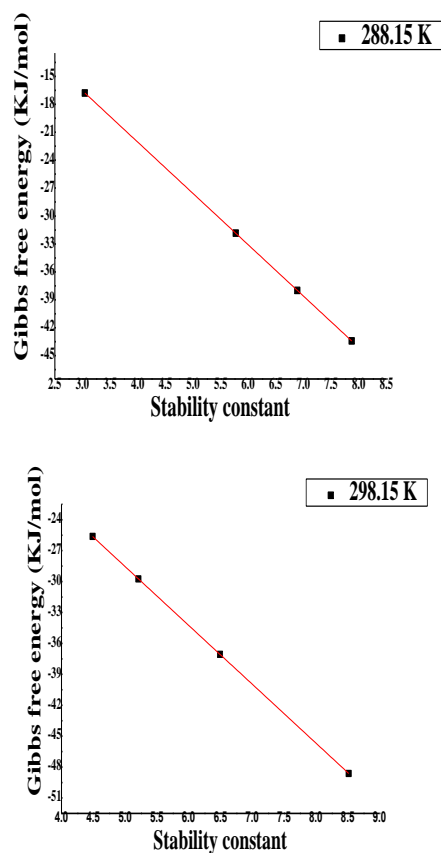 288.15 K
Gibbs free energy (KJ/mol)
-15
-18
-21
-24
-27
-30
-33
-36
-39
-42
-45
2.5 3.0 3.5 4.0 4.5 5.0 5.5 6.0 6.5 7.0 7.5 8.0 8.5
Stability constant
298.15 K
Gibbs free energy (KJ/mol)
-24
-27
-30
-33
-36
-39
-42
-45
-48
-51
4.0 4.5 5.0 5.5 6.0 6.5 7.0 7.5 8.0 8.5 9.0
Stability constant